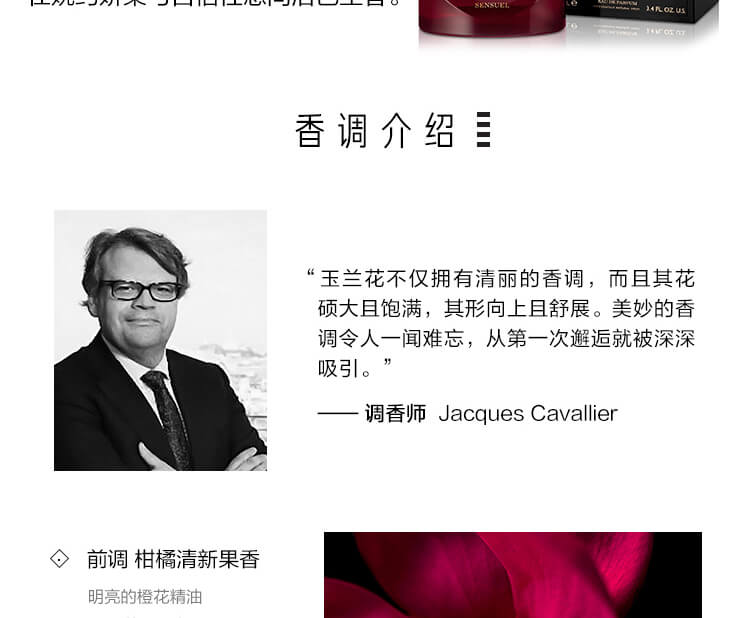 SENSUEL
EAU DE PARFUM
3.4 FL. OZ. U.S.
香调介绍
“玉兰花不仅拥有清丽的香调，而且其花
硕大且饱满，其形向上且舒展。美妙的香
调令人一闻难忘，从第一次邂逅就被深深
吸引。”
—— 调香师 Jacques Cavallier
前调 柑橘清新果香
明亮的橙花精油